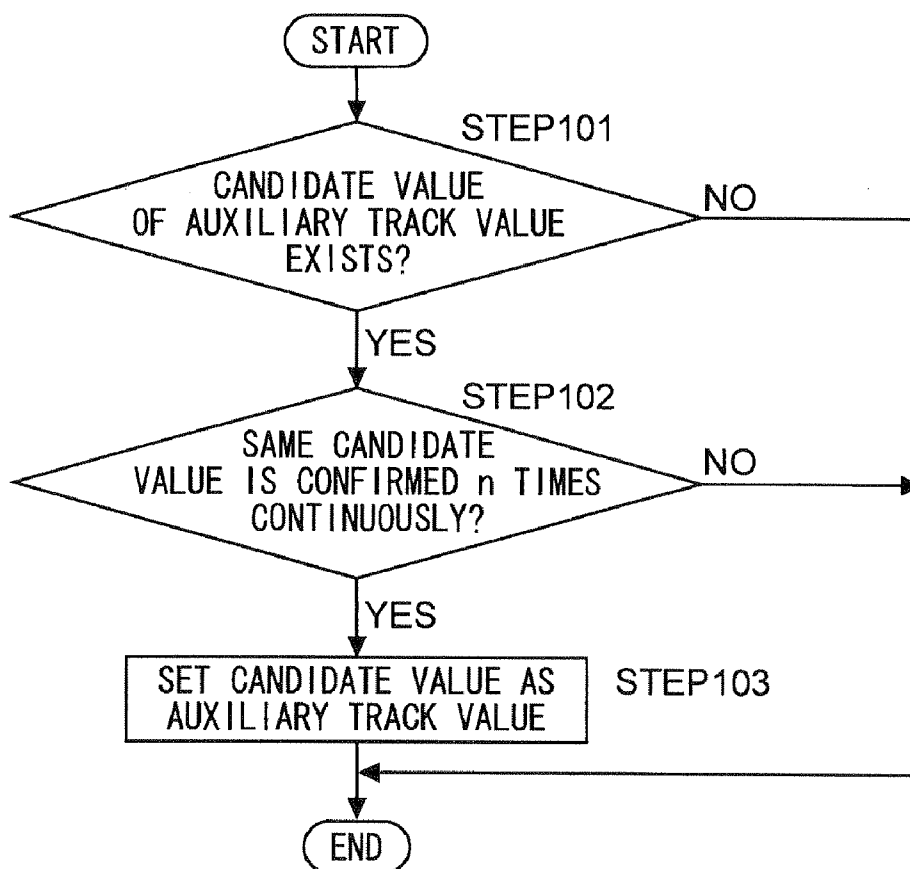 START
STEP101
CANDIDATE VALUE
OF AUXILIARY TRACK VALUE
EXISTS?
NO
YES
STEP102
SAME CANDIDATE
VALUE IS CONFIRMED n TIMES
CONTINUOUSLY?
NO
YES
SET CANDIDATE VALUE AS
AUXILIARY TRACK VALUE
STEP103
END